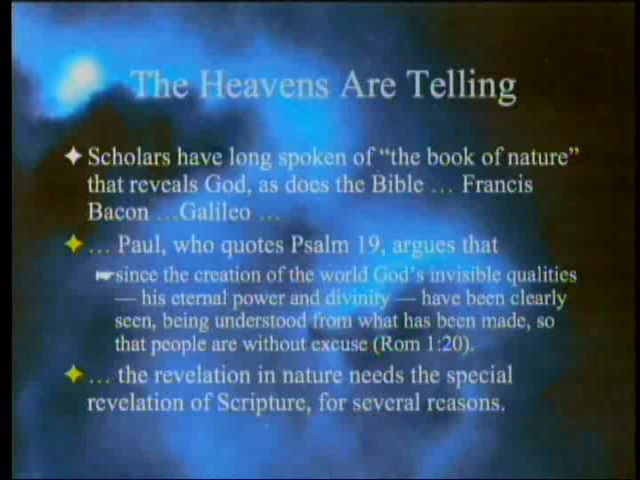 The Heavens Are Telling
Scholars have long spoken of “the book of nature”
that reveals God, as does the Bible … Francis
Bacon …Galileo …
… Paul, who quotes Psalm 19, argues that
since the creation of the world God’s invisible qualities
— his eternal power and divinity — have been clearly
seen, being understood from what has been made, so
that people are without excuse (Rom 1:20).
… the revelation in nature needs the special
revelation of Scripture, for several reasons.